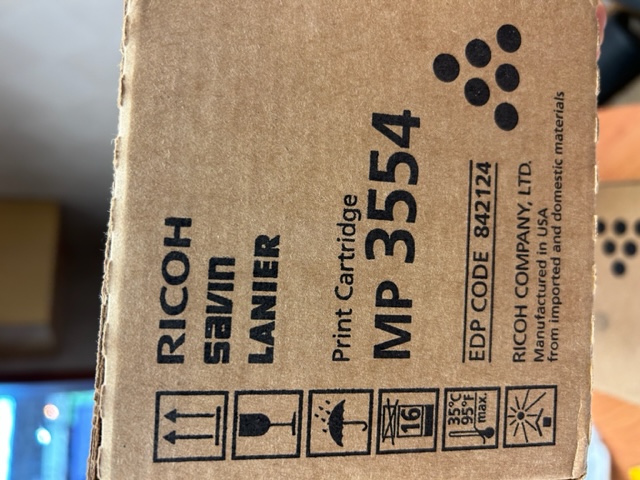 RICOH
savin
LANIER
Print Cartridge
MP 3554
EDP CODE 842124
RICOH COMPANY, LTD.
Manufactured in USA
from imported and domestic materials
16
35°C
95°F
max.